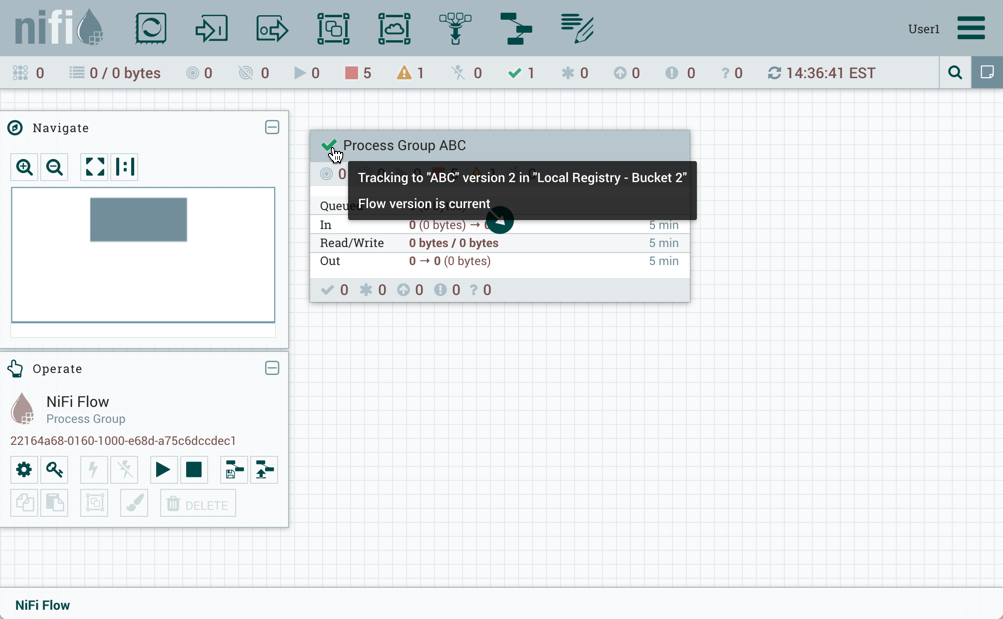 nifi
User1
0 0 / 0 bytes 0 0 0 5 1 0 1 0 0 0 ? 0 14:36:41 EST
Navigate
Process Group ABC
0
Tracking to "ABC" version 2 in "Local Registry - Bucket 2"
Flow version is current
In 0 (0 bytes) → 5 min
Read/Write 0 bytes / 0 bytes 5 min
Out 0 → 0 (0 bytes) 5 min
0 0 0 0 ? 0
Operate
NiFi Flow
Process Group
22164a68-0160-1000-e68d-a75c6dccdec1
DELETE
NiFi Flow